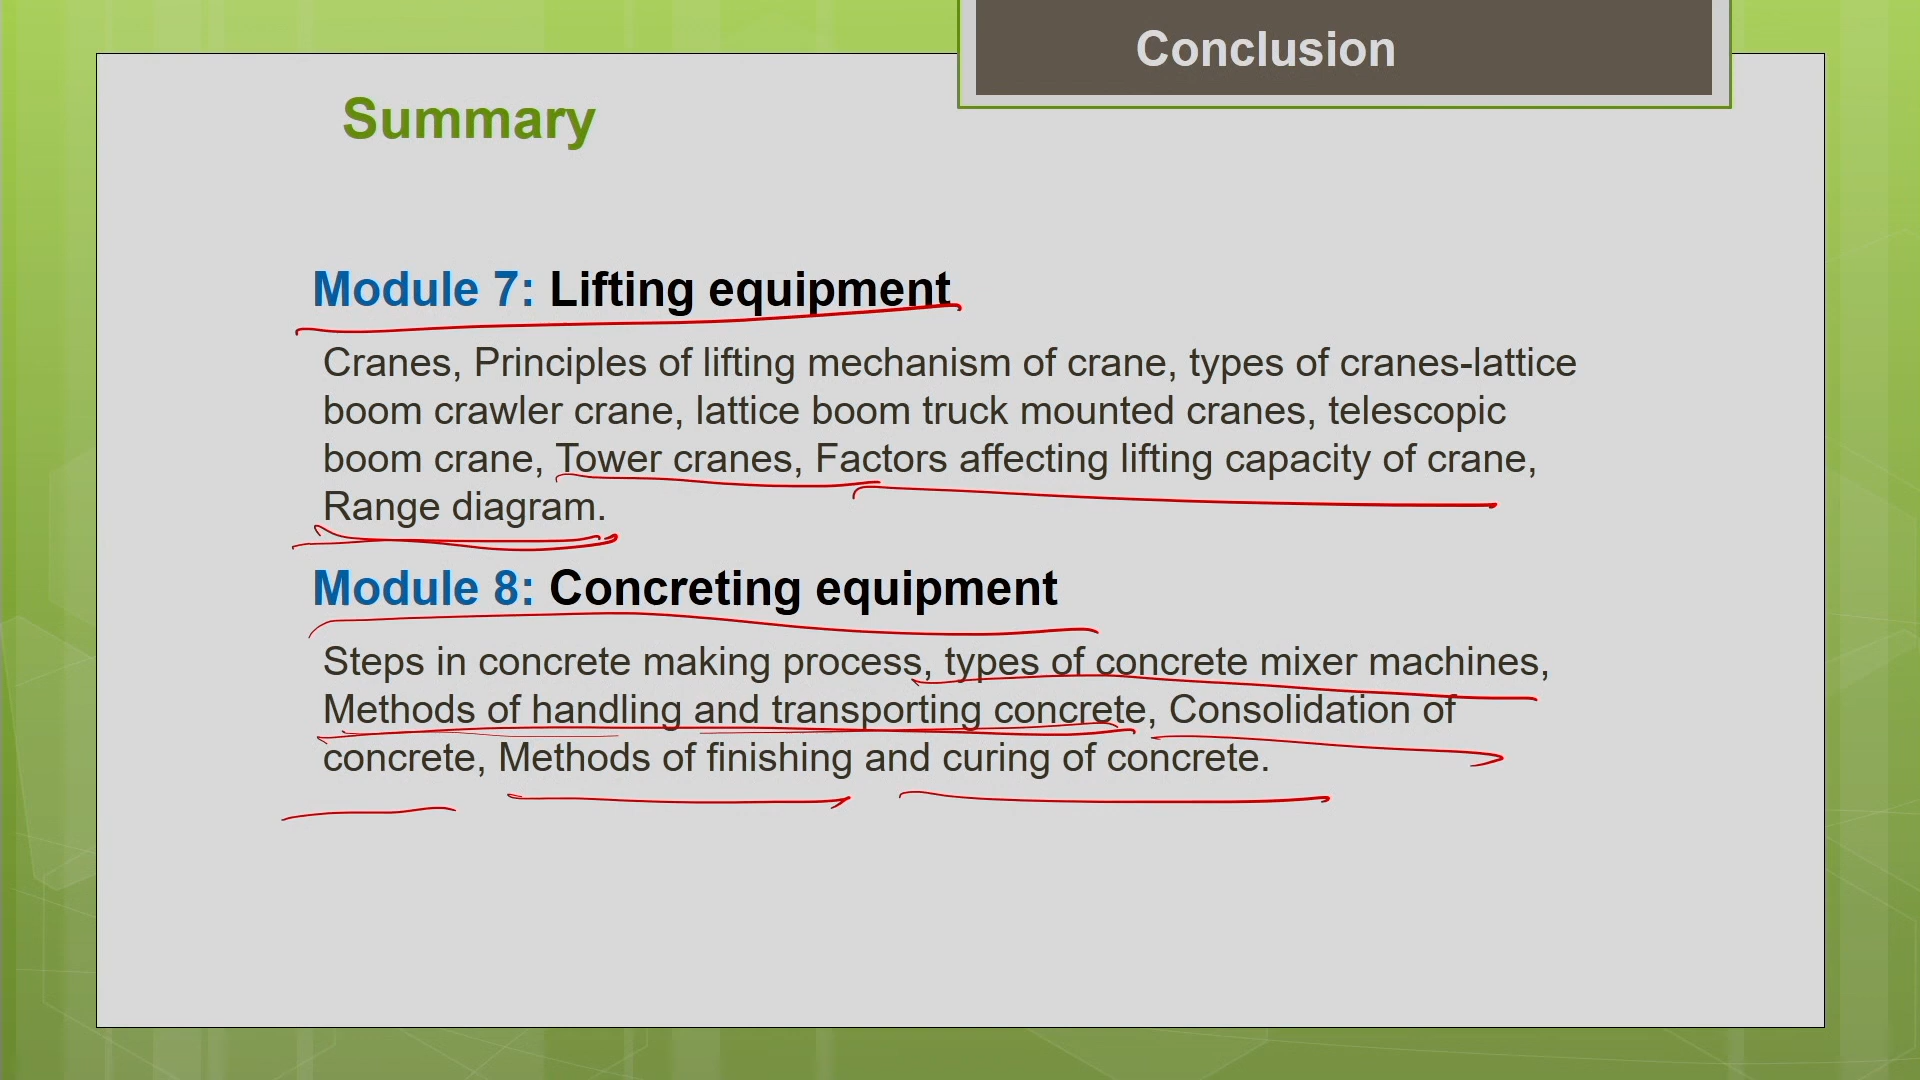 Conclusion
Summary
Module 7: Lifting equipment
Cranes, Principles of lifting mechanism of crane, types of cranes-lattice
boom crawler crane, lattice boom truck mounted cranes, telescopic
boom crane, Tower cranes, Factors affecting lifting capacity of crane,
Range diagram.
Module 8: Concreting equipment
Steps in concrete making process, types of concrete mixer machines,
Methods of handling and transporting concrete, Consolidation of
concrete, Methods of finishing and curing of concrete.